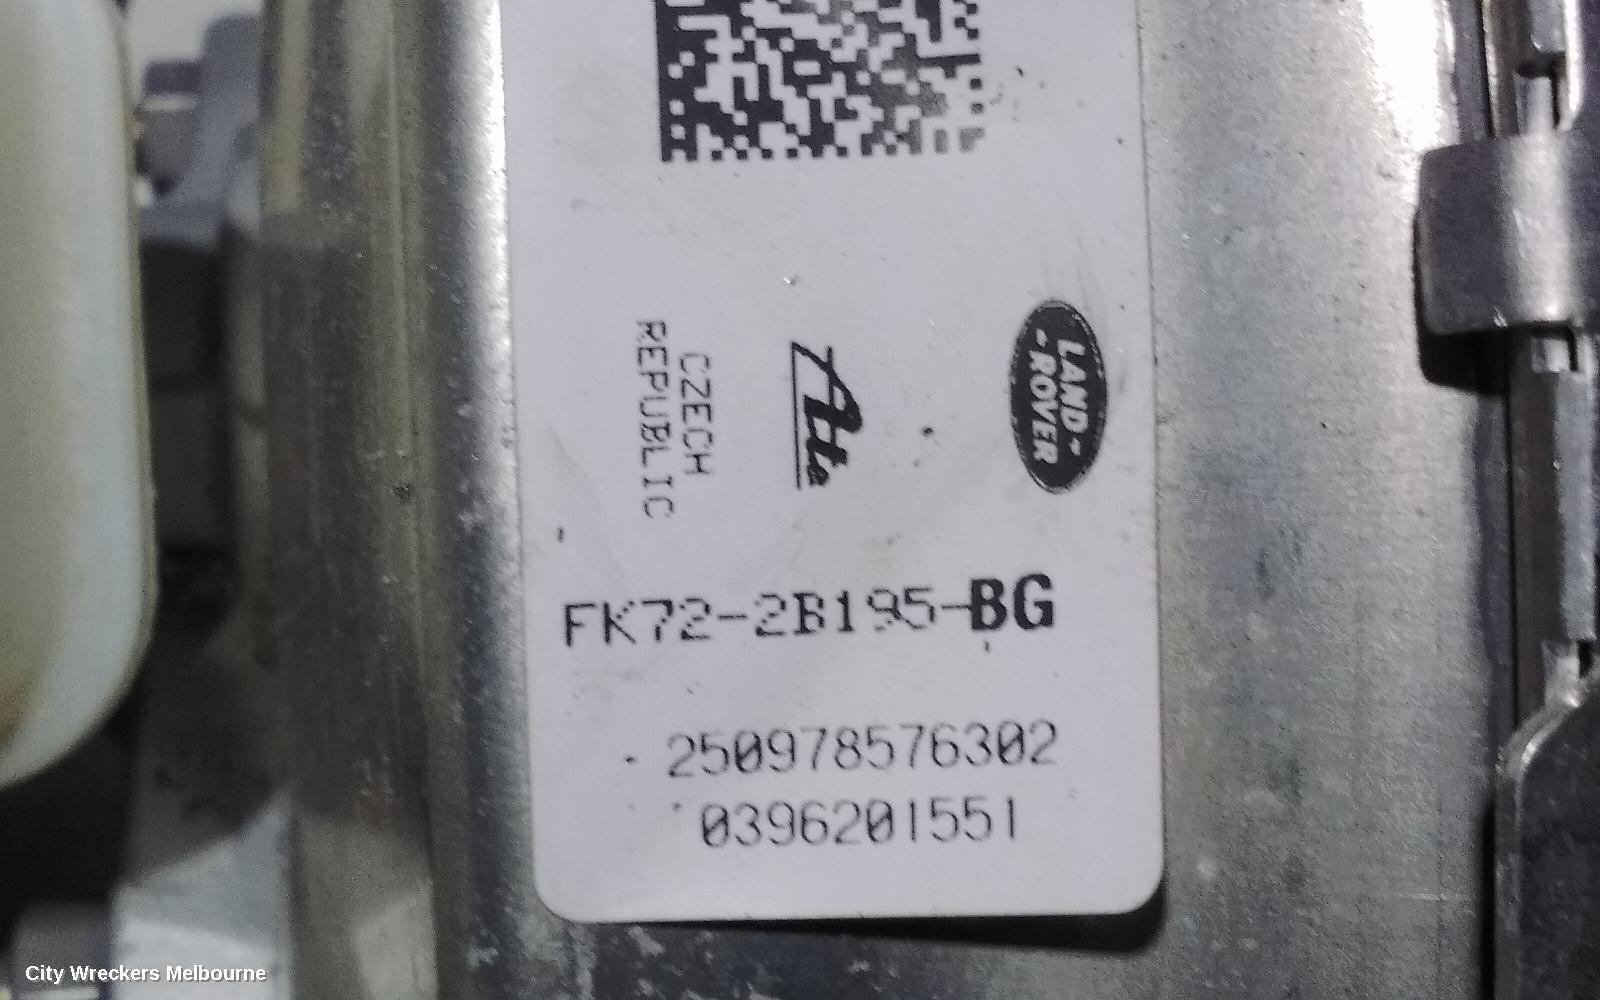 LAND-
-ROVER
Ate
CZECH
REPUBLIC
FK72-2B195-BG
250978576302
0396201551
City Wreckers Melbourne